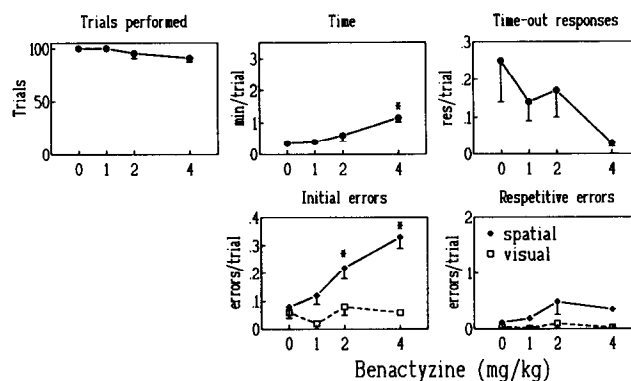 Trials performed
Time
Time-out responses
100
50
0
Trials
0 1 2 4
3
2
1
0
min/trial
*
0 1 2 4
.2
.1
0
res/trial
0 1 2 4
Initial errors
Respetitive errors
.4
.3
.2
.1
0
errors/trial
* *
0 1 2 4
2
1
0
errors/trial
spatial
visual
0 1 2 4
Benactyzine (mg/kg)